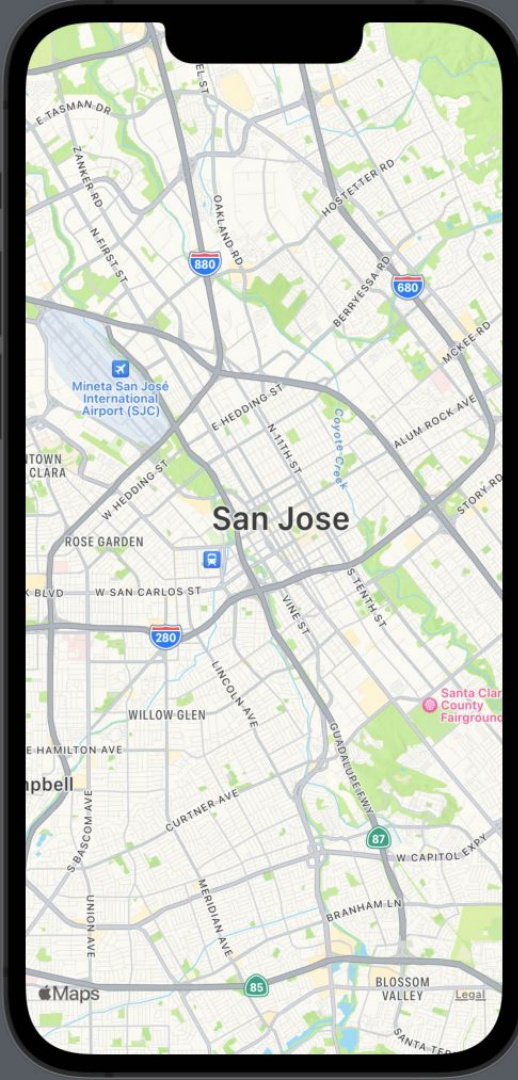 EL ST
E TASMAN DR
ZANKER RD
HOSTETTER RD
OAKLAND RD
N FIRST ST
880
BERRYESSA RD
680
MCKEE RD
Mineta San José
International
Airport (SJC)
E HEDDING ST
ALUM ROCK AVE
N 11TH ST
Coyote Creek
TOWN
CLARA
W HEDDING ST
STORY RD
San Jose
ROSE GARDEN
K BLVD
W SAN CARLOS ST
S TENTH ST
VINE ST
280
LINCOLN AVE
Santa Clar
County
Fairground
WILLOW GLEN
GUADALUPE FWY
E HAMILTON AVE
mpbell
CURTNER AVE
S BASCOM AVE
87
W CAPITOL EXPY
MERIDIAN AVE
BRANHAM LN
UNION AVE
85
BLOSSOM
VALLEY
Maps
Legal
SANTA TER